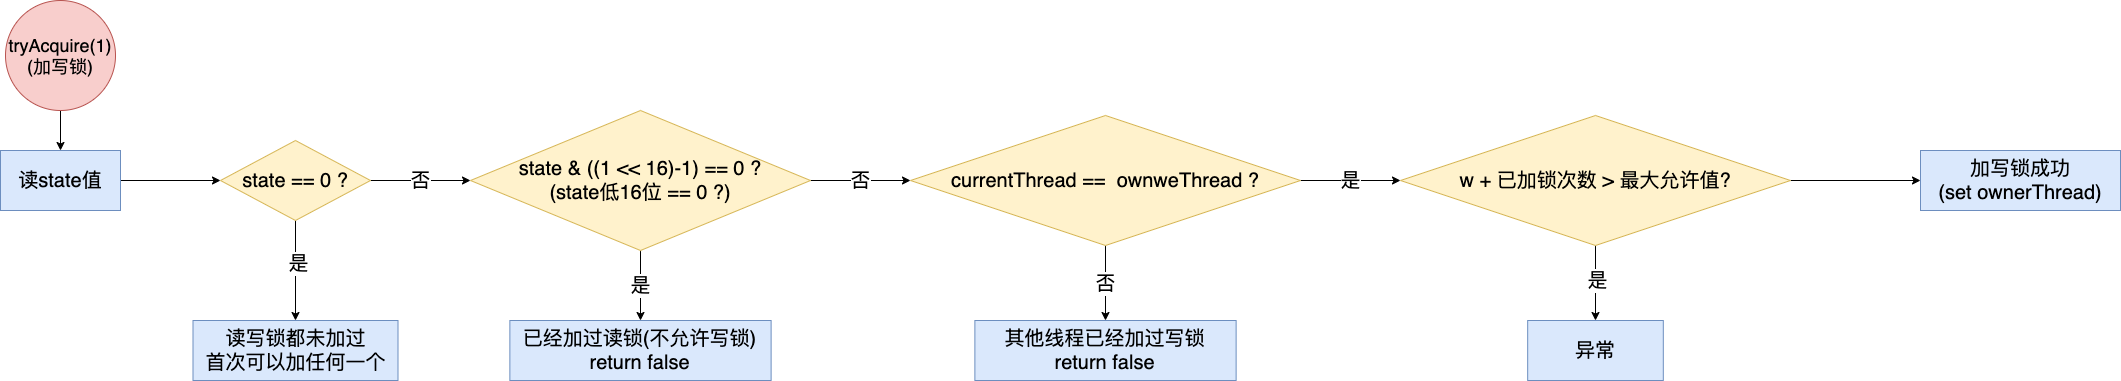 tryAcquire(1)
(加写锁)
读state值
state == 0 ?
否
是
读写锁都未加过
首次可以加任何一个
state & ((1 << 16)-1) == 0 ?
(state低16位 == 0 ?)
否
是
已经加过读锁(不允许写锁)
return false
currentThread == ownweThread ?
是
否
其他线程已经加过写锁
return false
w + 已加锁次数 > 最大允许值?
是
异常
加写锁成功
(set ownerThread)